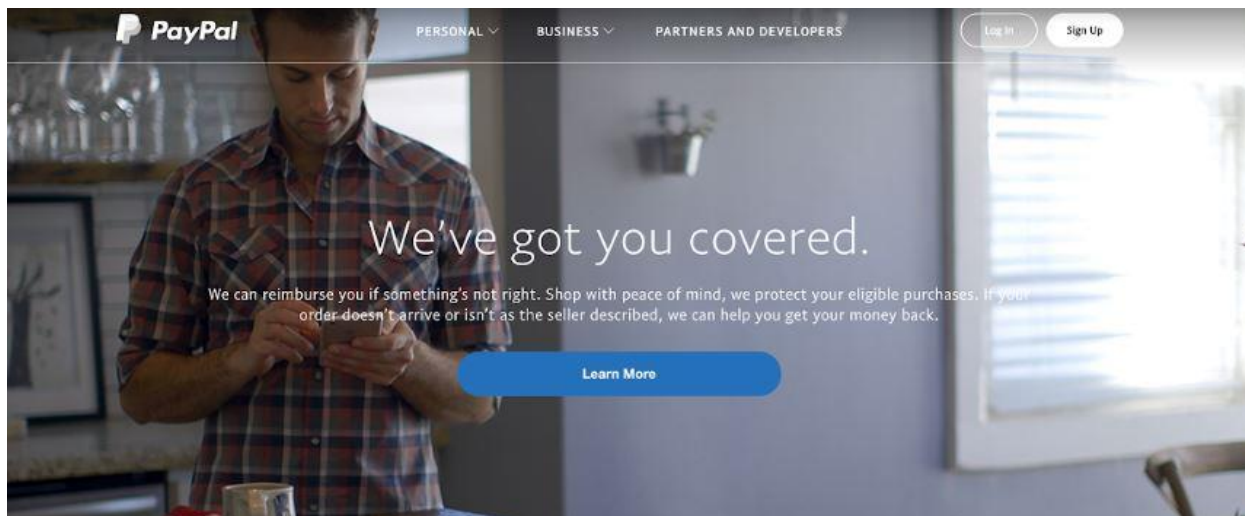 PayPal
PERSONAL
BUSINESS
PARTNERS AND DEVELOPERS
Log In
Sign Up
We've got you covered.
We can reimburse you if something's not right. Shop with peace of mind, we protect your eligible purchases. If your
order doesn't arrive or isn't as the seller described, we can help you get your money back.
Learn More